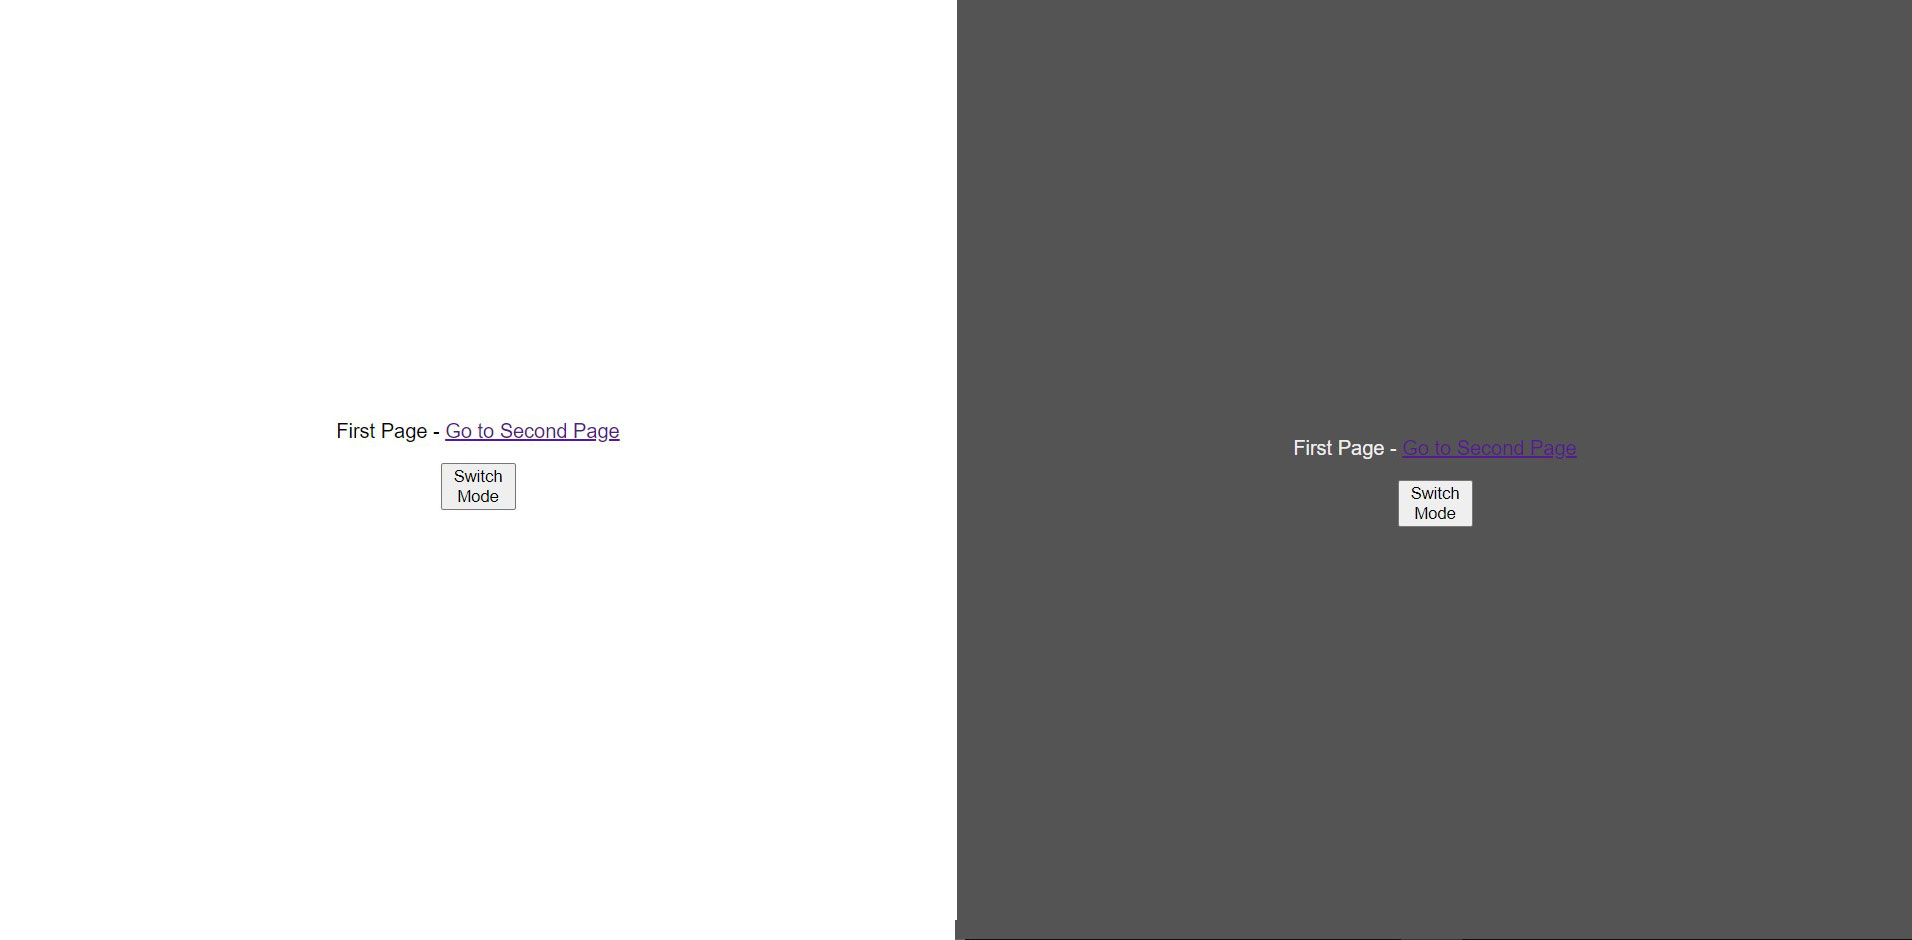 First Page - Go to Second Page
Switch
Mode
First Page - Go to Second Page
Switch
Mode